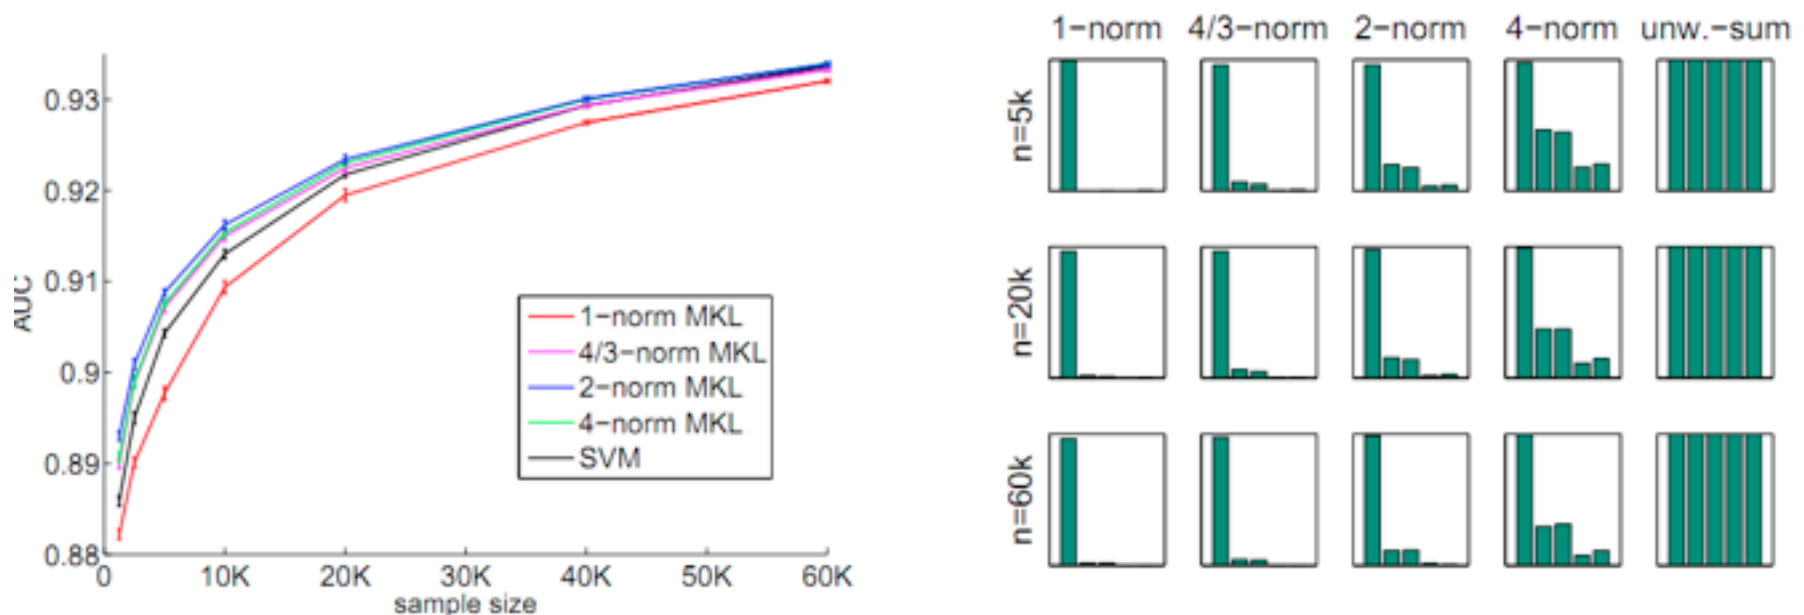 1-norm 4/3-norm 2-norm 4-norm unw.-sum
0.93
0.92
0.91
0.9
0.89
0.88
AUC
1-norm MKL
4/3-norm MKL
2-norm MKL
4-norm MKL
SVM
0 10K 20K 30K 40K 50K 60K
sample size
n=5k
n=20k
n=60k